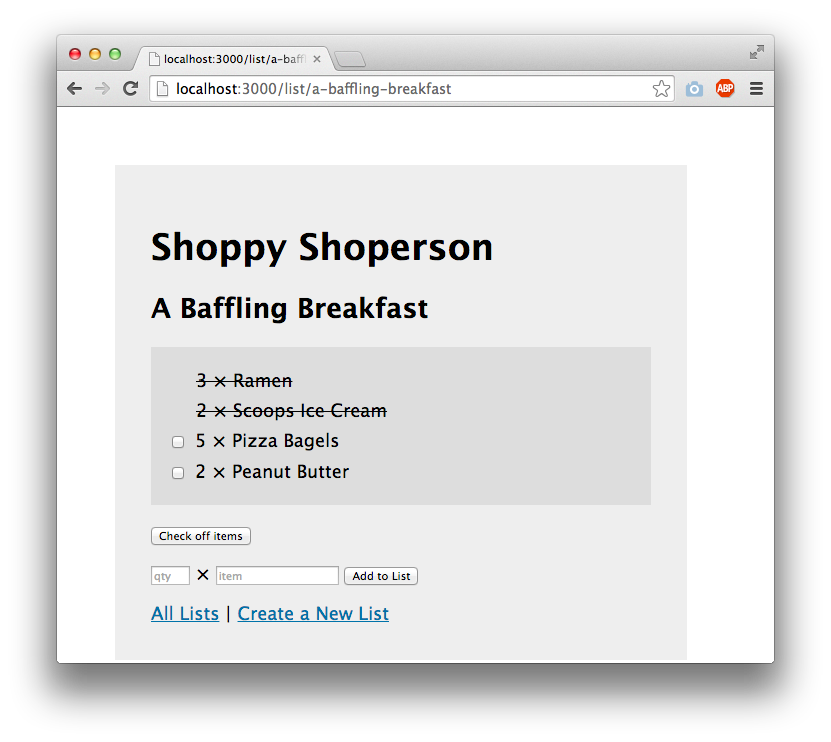 localhost:3000/list/a-baffl
localhost:3000/list/a-baffling-breakfast
ABP
Shoppy Shoperson
A Baffling Breakfast
3 × Ramen
2 × Scoops Ice Cream
5 × Pizza Bagels
2 × Peanut Butter
Check off items
qty × item Add to List
All Lists | Create a New List